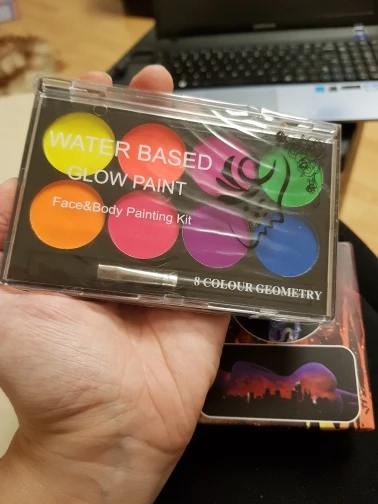 WATER BASED
GLOW PAINT
Face&Body Painting Kit
8 COLOUR GEOMETRY